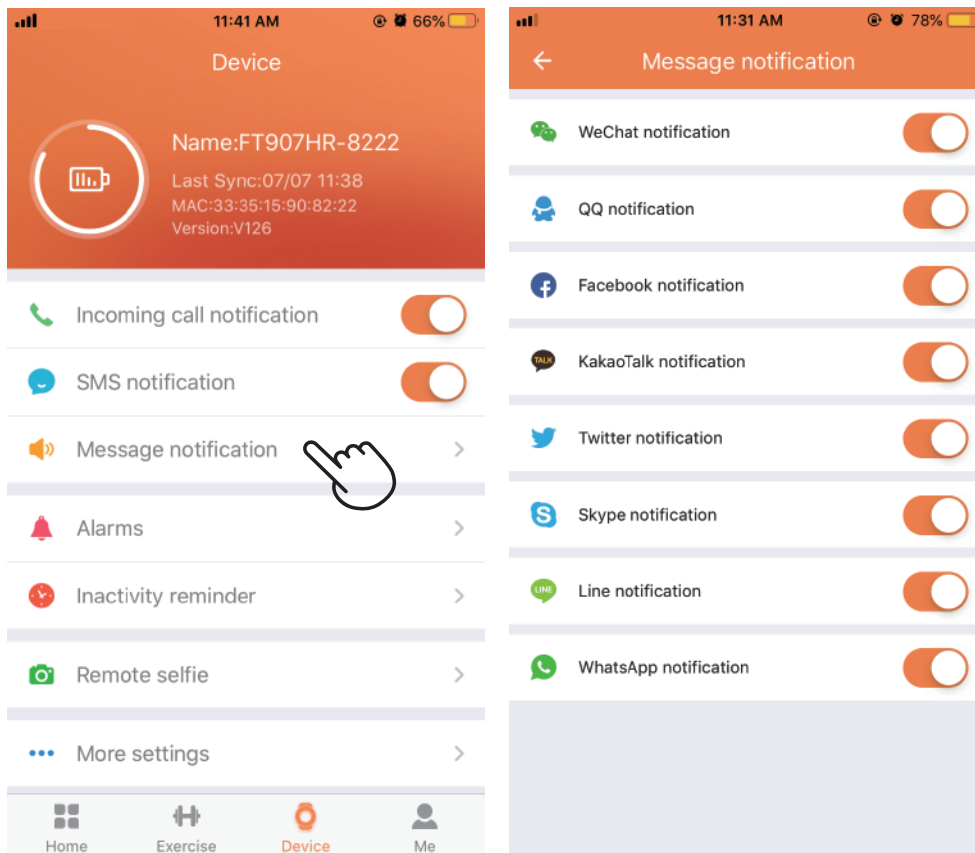 11:41 AM
66%
Device
Name:FT907HR-8222
Last Sync:07/07 11:38
MAC:33:35:15:90:82:22
Version:V126
Incoming call notification
SMS notification
Message notification
Alarms
Inactivity reminder
Remote selfie
More settings
Home
Exercise
Device
Me
11:31 AM
78%
Message notification
WeChat notification
QQ notification
Facebook notification
TALK
KakaoTalk notification
Twitter notification
Skype notification
LINE
Line notification
WhatsApp notification